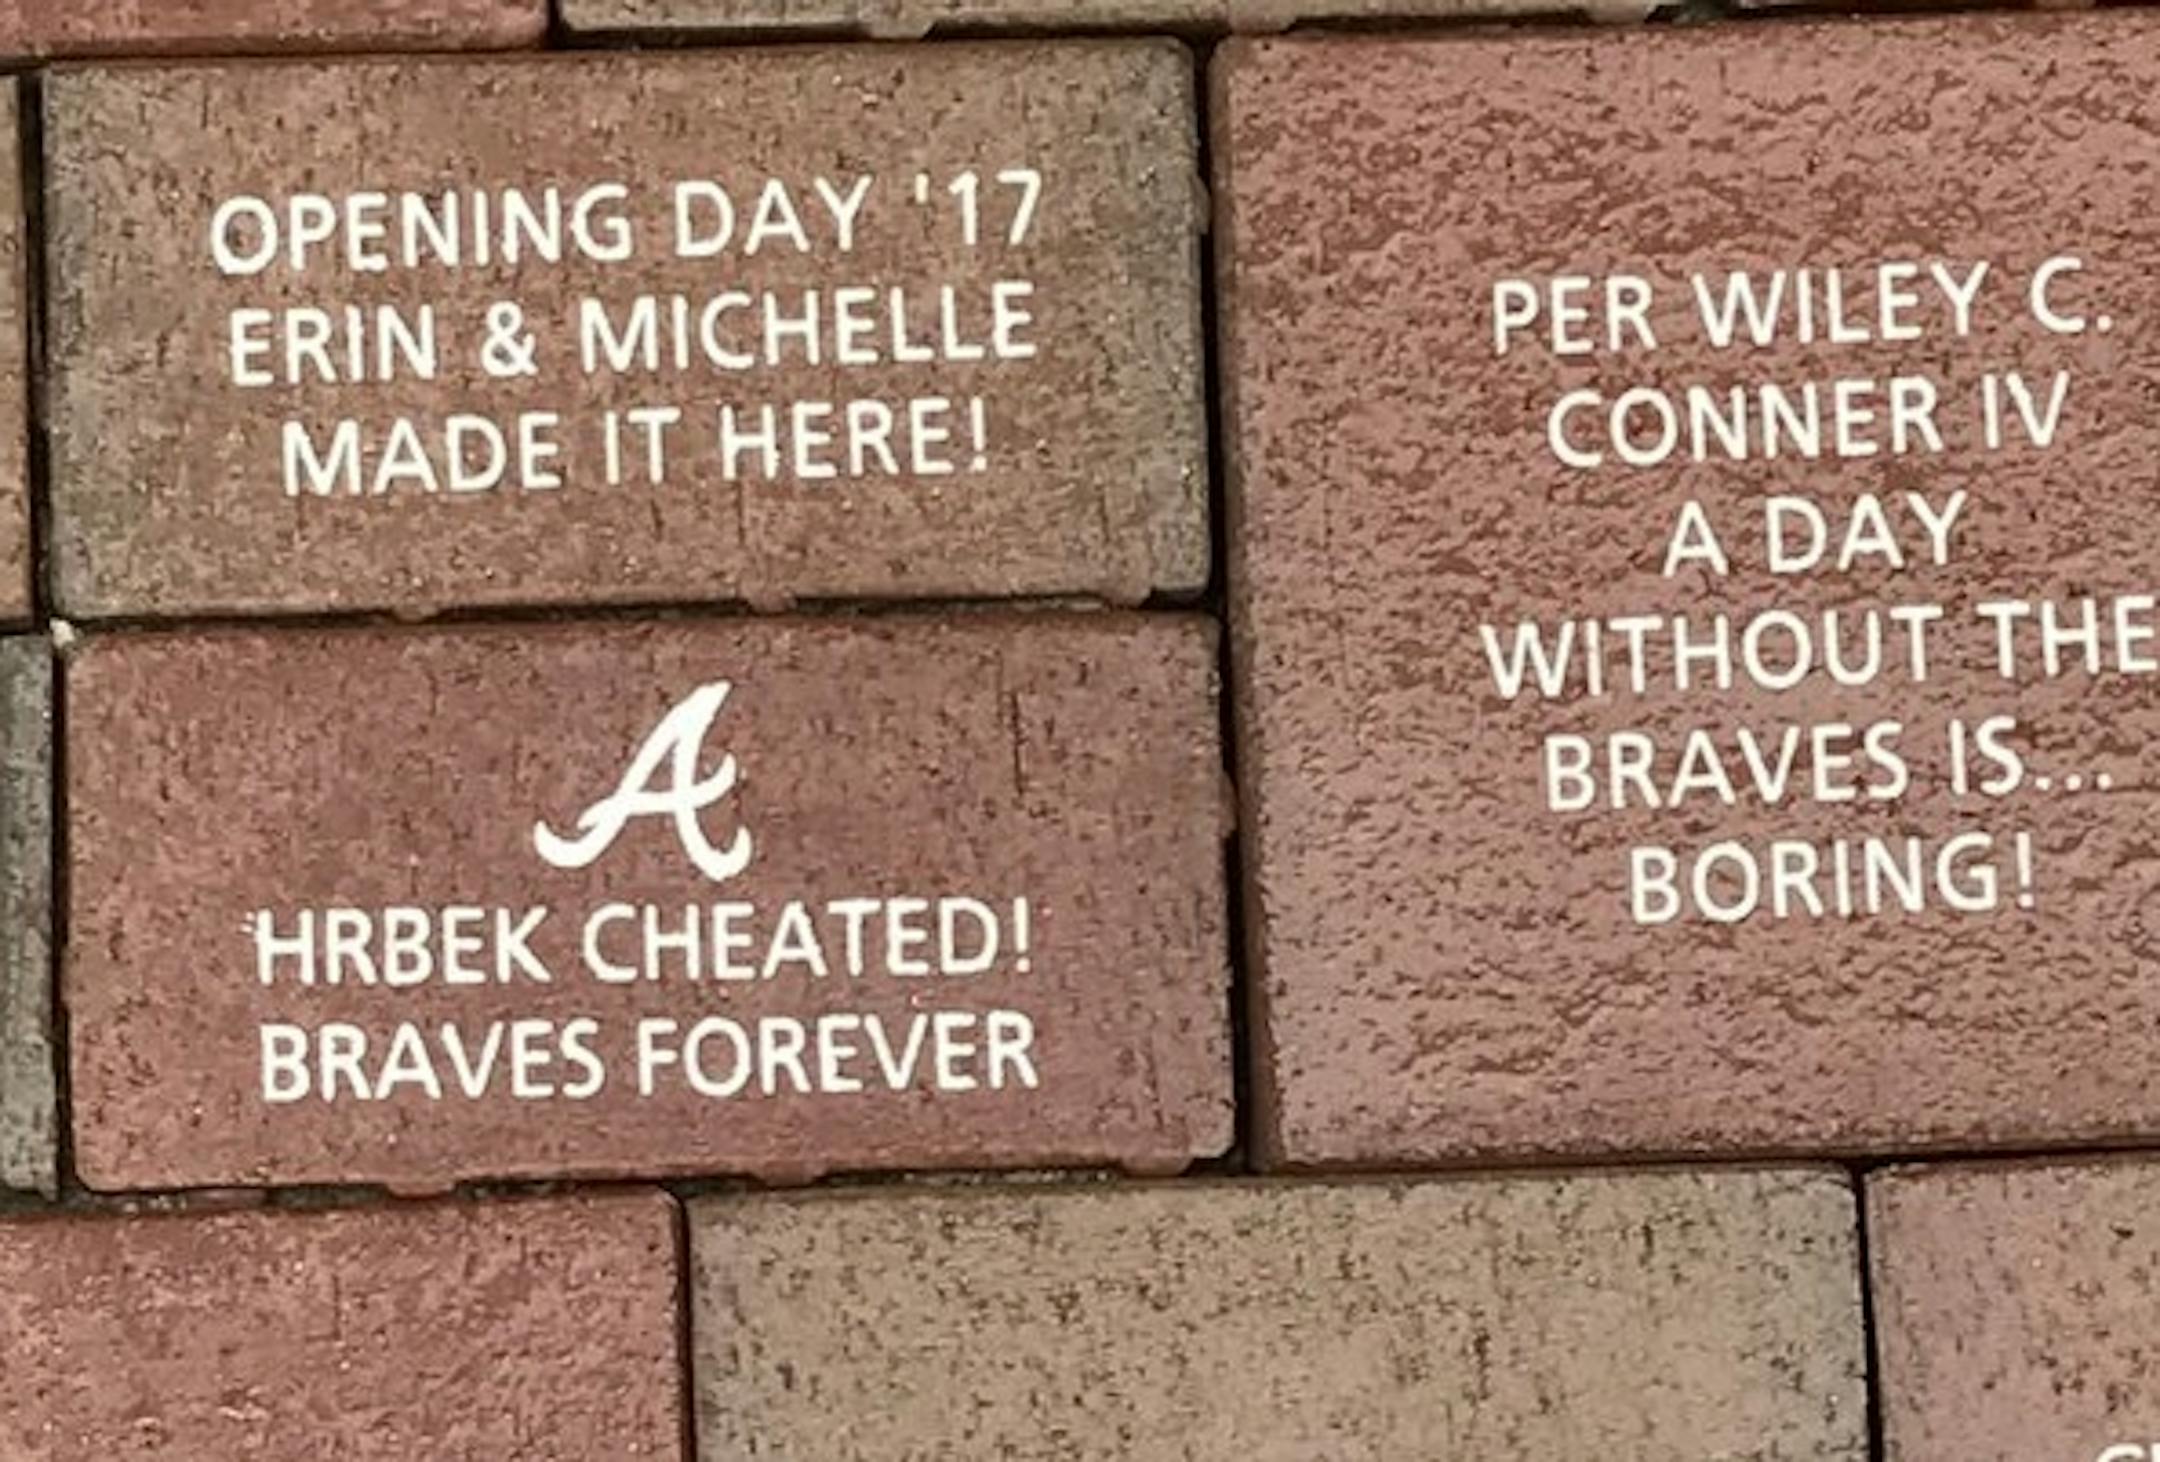 OPENING DAY '17
ERIN & MICHELLE
MADE IT HERE!
A
HRBEK CHEATED!
BRAVES FOREVER
PER WILEY C.
CONNER IV
A DAY
WITHOUT THE
BRAVES IS...
BORING!